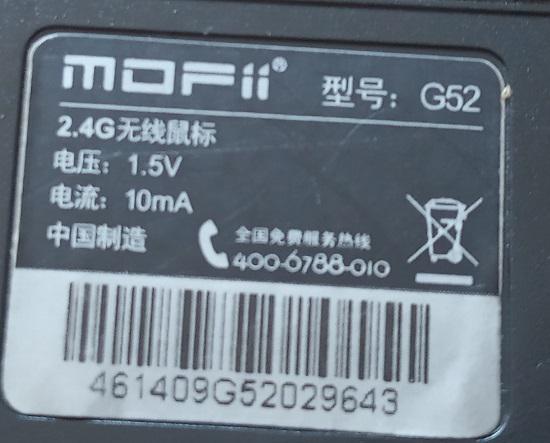 mofii® 型号：G52
2.4G无线鼠标
电压：1.5V
电流：10mA
中国制造
全国免费服务热线
400-6788-010
461409G52029643